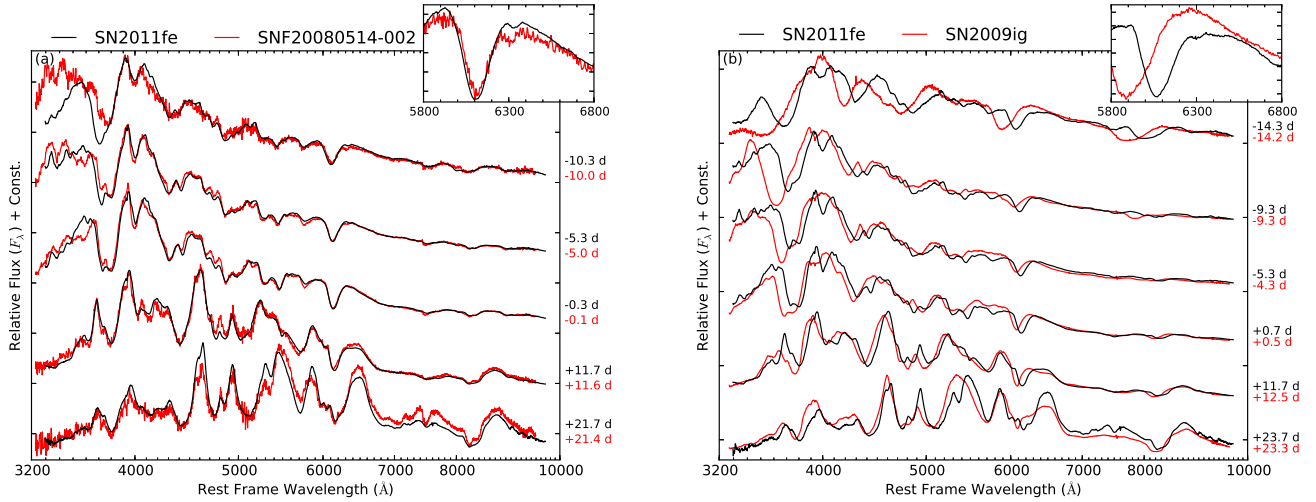 SN2011fe SNF20080514-002
(a)
5800 6300 6800
-10.3 d
-10.0 d
-5.3 d
-5.0 d
-0.3 d
-0.1 d
+11.7 d
+11.6 d
+21.7 d
+21.4 d
Relative Flux (Fλ) + Const.
3200 4000 5000 6000 7000 8000 10000
Rest Frame Wavelength (Å)
SN2011fe SN2009ig
(b)
5800 6300 6800
-14.3 d
-14.2 d
-9.3 d
-9.3 d
-5.3 d
-4.3 d
+0.7 d
+0.5 d
+11.7 d
+12.5 d
+23.7 d
+23.3 d
Relative Flux (Fλ) + Const.
3200 4000 5000 6000 7000 8000 10000
Rest Frame Wavelength (Å)